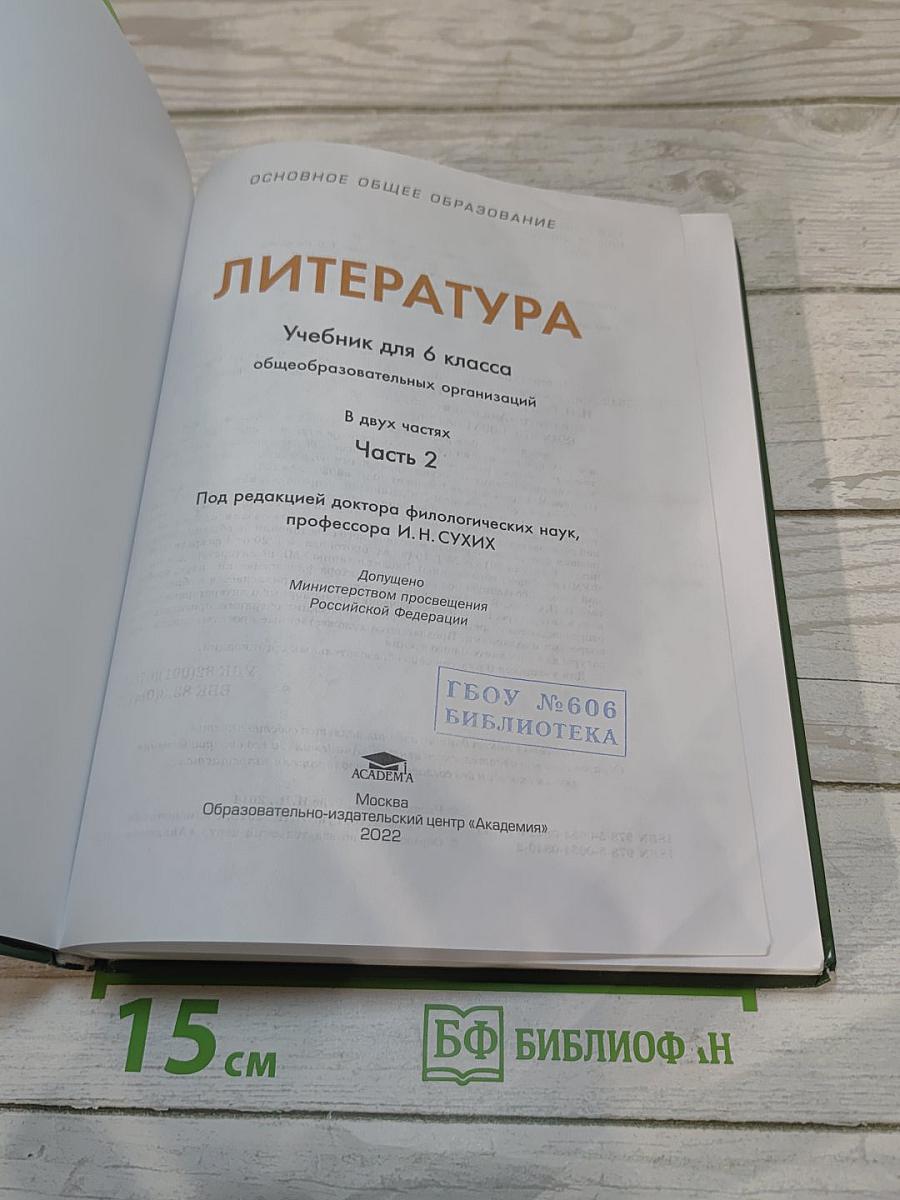 ОСНОВНОЕ ОБЩЕЕ ОБРАЗОВАНИЕ
ЛИТЕРАТУРА
Учебник для 6 класса
общеобразовательных организаций
В двух частях
Часть 2
Под редакцией доктора филологических наук,
профессора И. Н. СУХИХ
Допущено
Министерством просвещения
Российской Федерации
ГБОУ №606
БИБЛИОТЕКА
ACADEMA
Москва
Образовательно-издательский центр «Академия»
2022
15 см
БФ